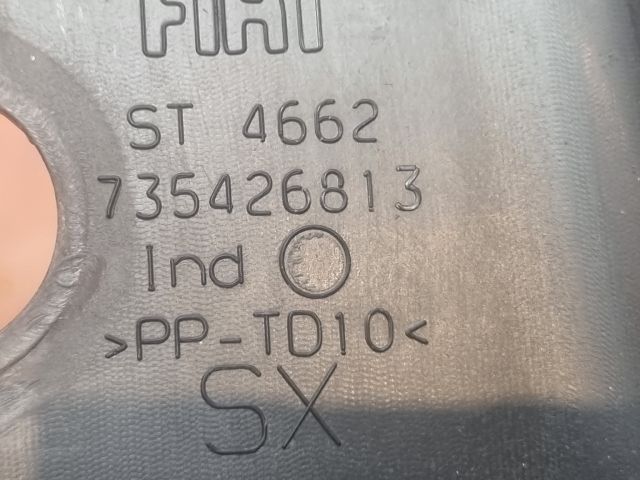 FIAT
ST 4662
735426813
Ind
>PP-TD10<
SX